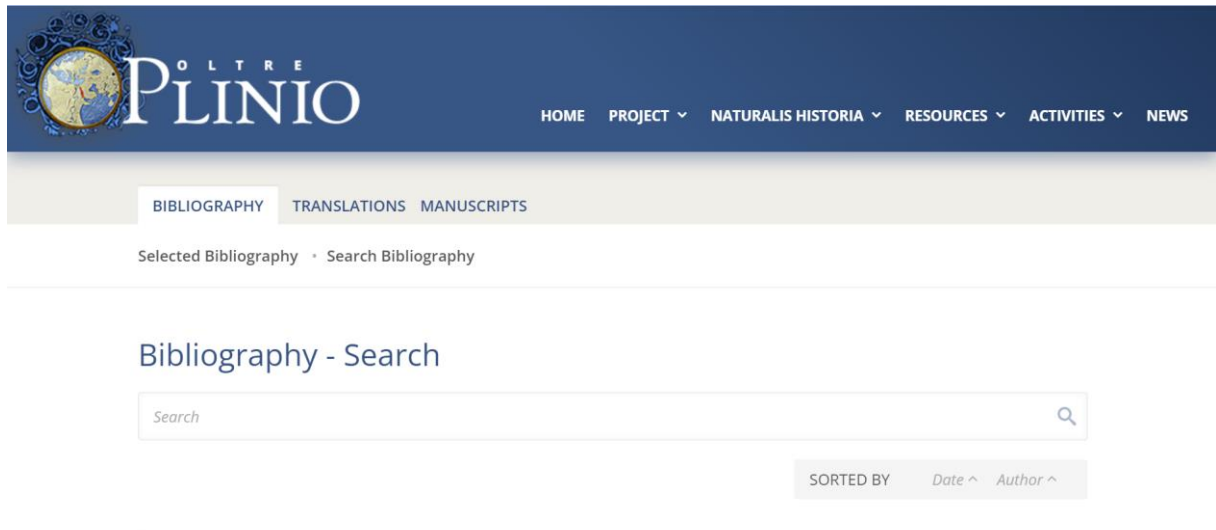 OLTRE
PLINIO
HOME PROJECT NATURALIS HISTORIA RESOURCES ACTIVITIES NEWS
BIBLIOGRAPHY TRANSLATIONS MANUSCRIPTS
Selected Bibliography • Search Bibliography
Bibliography - Search
Search
SORTED BY Date ^ Author ^